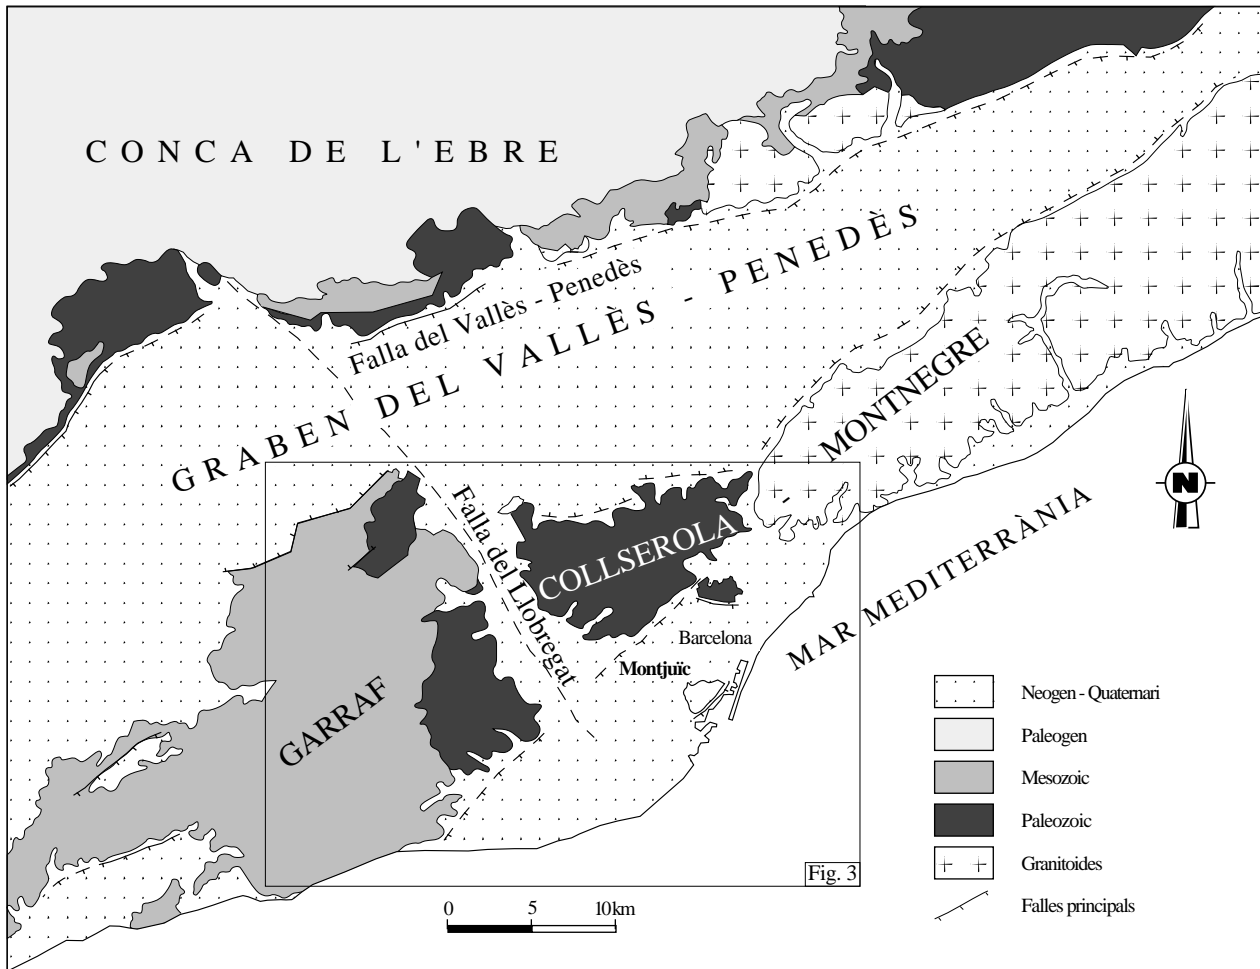 CONCA DE L'EBRE
Falla del Vallès - Penedès
GRABEN DEL VALLÈS - PENEDÈS
MONTNEGRE
N
Falla del Llobregat
COLLSEROLA
MAR MEDITERRÀNIA
Barcelona
Montjuïc
GARRAF
Neogen - Quaternari
Paleogen
Mesozoic
Paleozoic
Granitoides
Falles principals
Fig. 3
0 5 10km